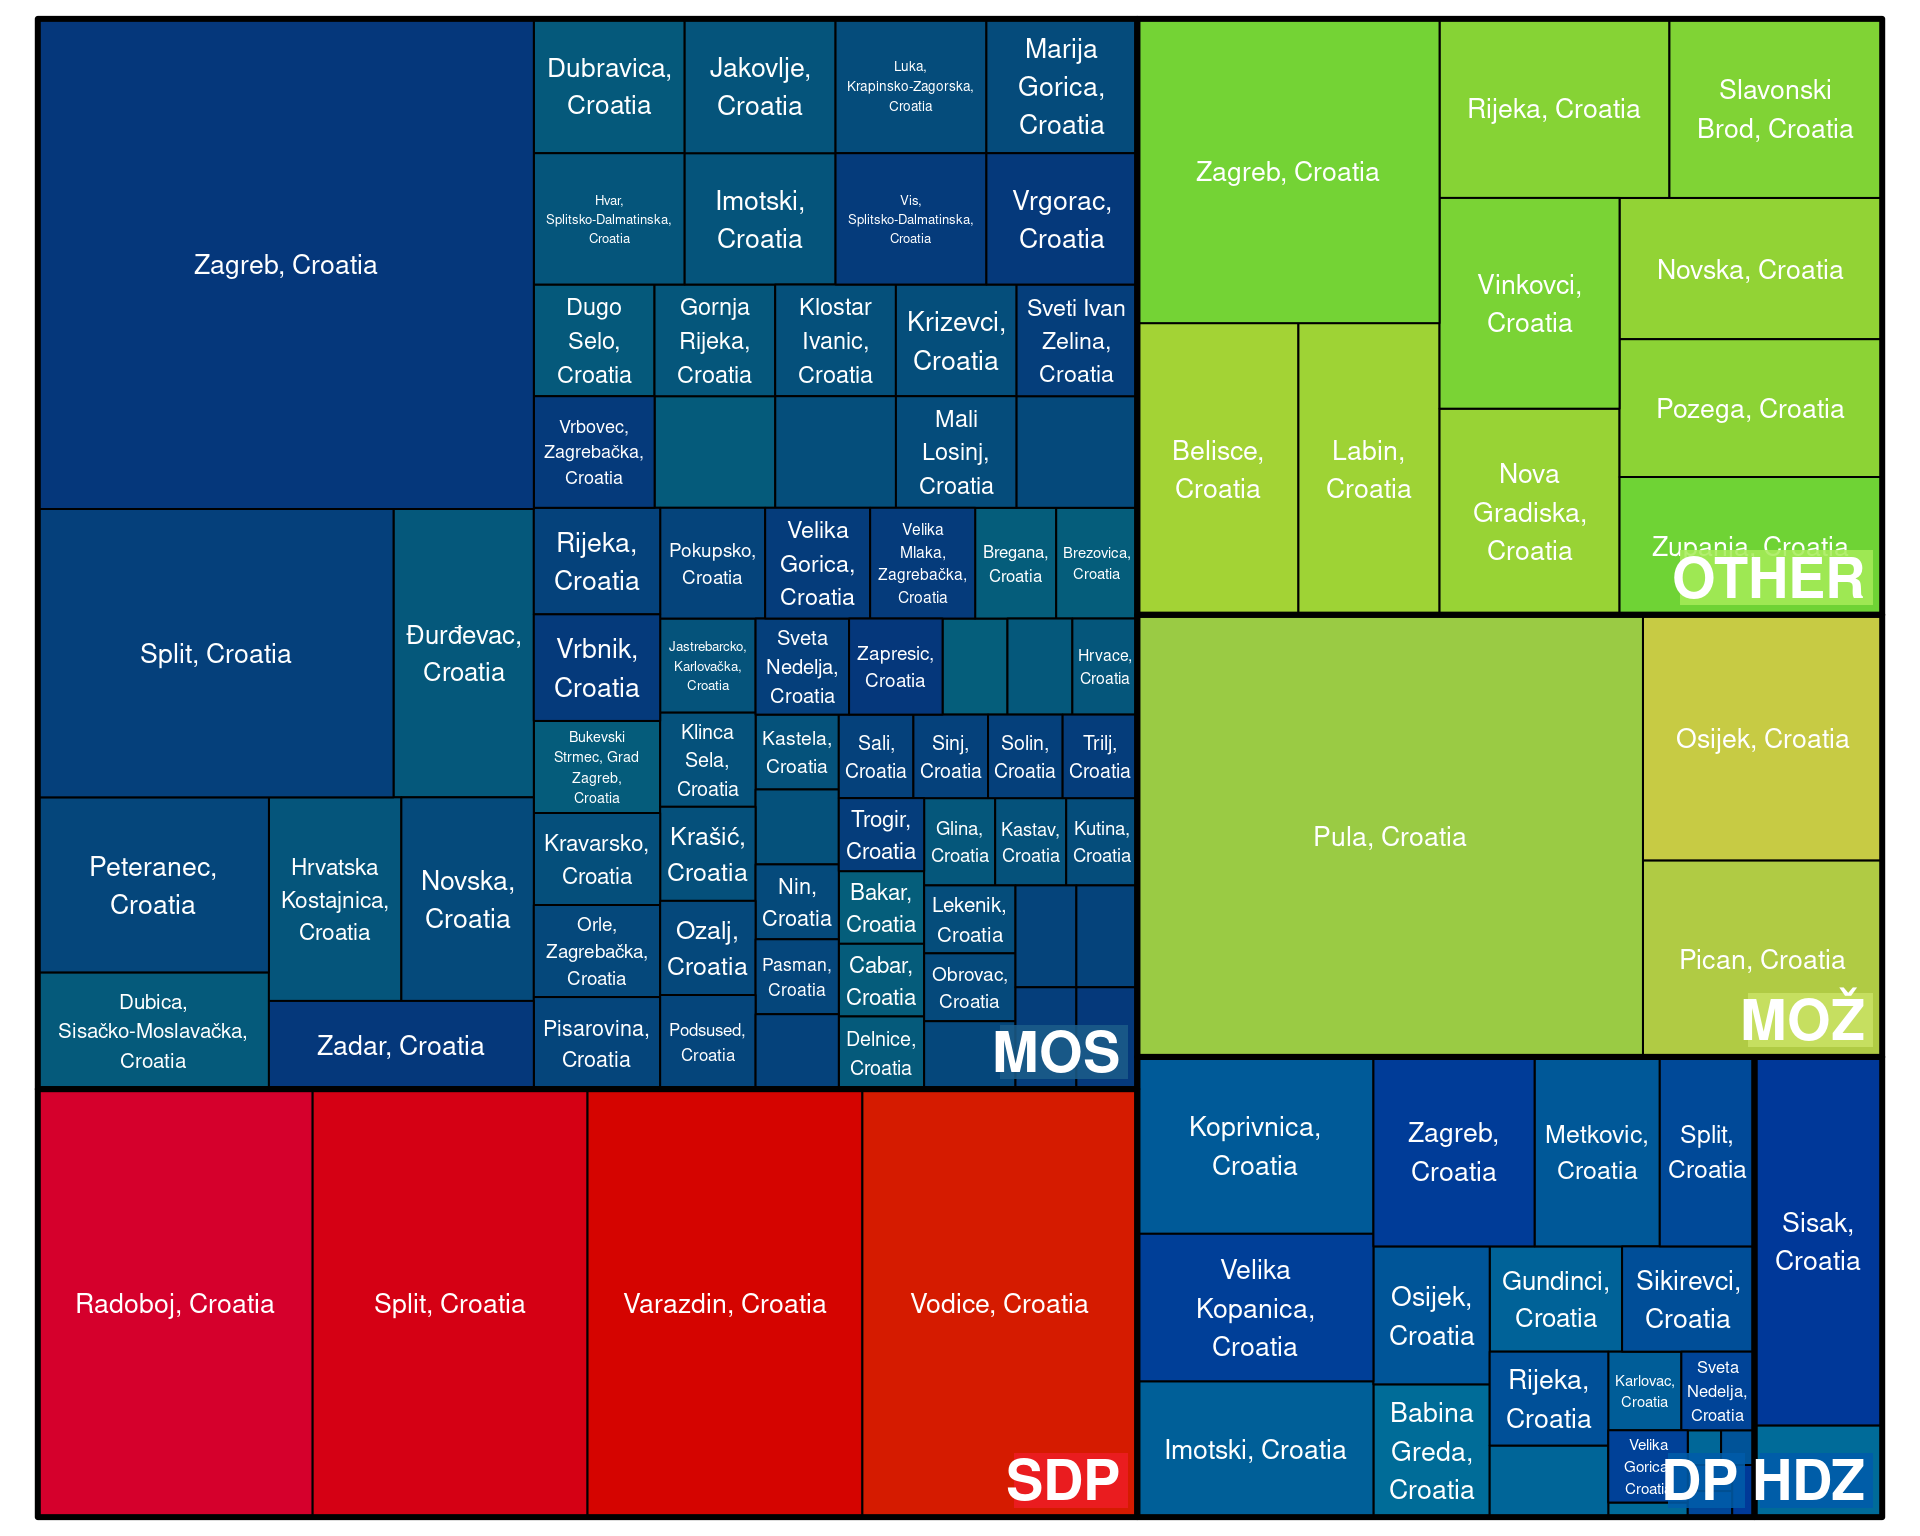 Zagreb, Croatia
Dubravica,
Croatia
Jakovlje,
Croatia
Luka,
Krapinsko-Zagorska,
Croatia
Marija
Gorica,
Croatia
Hvar,
Splitsko-Dalmatinska,
Croatia
Imotski,
Croatia
Vis,
Splitsko-Dalmatinska,
Croatia
Vrgorac,
Croatia
Dugo
Selo,
Croatia
Gornja
Rijeka,
Croatia
Klostar
Ivanic,
Croatia
Krizevci,
Croatia
Sveti Ivan
Zelina,
Croatia
Vrbovec,
Zagrebačka,
Croatia
Mali
Losinj,
Croatia
Split, Croatia
Đurđevac,
Croatia
Peteranec,
Croatia
Hrvatska
Kostajnica,
Croatia
Novska,
Croatia
Dubica,
Sisačko-Moslavačka,
Croatia
Zadar, Croatia
Rijeka,
Croatia
Pokupsko,
Croatia
Velika
Gorica,
Croatia
Velika
Mlaka,
Zagrebačka,
Croatia
Bregana,
Croatia
Brezovica,
Croatia
Vrbnik,
Croatia
Jastrebarcko,
Karlovačka,
Croatia
Sveta
Nedelja,
Croatia
Zapresic,
Croatia
Hrvace,
Croatia
Bukevski
Strmec, Grad
Zagreb,
Croatia
Klinca
Sela,
Croatia
Kastela,
Croatia
Sali,
Croatia
Sinj,
Croatia
Solin,
Croatia
Trilj,
Croatia
Kravarsko,
Croatia
Krašić,
Croatia
Trogir,
Croatia
Glina,
Croatia
Kastav,
Croatia
Kutina,
Croatia
Orle,
Zagrebačka,
Croatia
Ozalj,
Croatia
Nin,
Croatia
Bakar,
Croatia
Lekenik,
Croatia
Pasman,
Croatia
Cabar,
Croatia
Obrovac,
Croatia
Pisarovina,
Croatia
Podsused,
Croatia
Delnice,
Croatia
MOS
Radoboj, Croatia
Split, Croatia
Varazdin, Croatia
Vodice, Croatia
SDP
Zagreb, Croatia
Rijeka, Croatia
Slavonski
Brod, Croatia
Vinkovci,
Croatia
Novska, Croatia
Pozega, Croatia
Belisce,
Croatia
Labin,
Croatia
Nova
Gradiska,
Croatia
Zupanja, Croatia
OTHER
Pula, Croatia
Osijek, Croatia
Pican, Croatia
MOŽ
Koprivnica,
Croatia
Zagreb,
Croatia
Metkovic,
Croatia
Split,
Croatia
Velika
Kopanica,
Croatia
Osijek,
Croatia
Gundinci,
Croatia
Sikirevci,
Croatia
Imotski, Croatia
Babina
Greda,
Croatia
Rijeka,
Croatia
Karlovac,
Croatia
Sveta
Nedelja,
Croatia
Velika
Gorica,
Croatia
DP
Sisak,
Croatia
HDZ